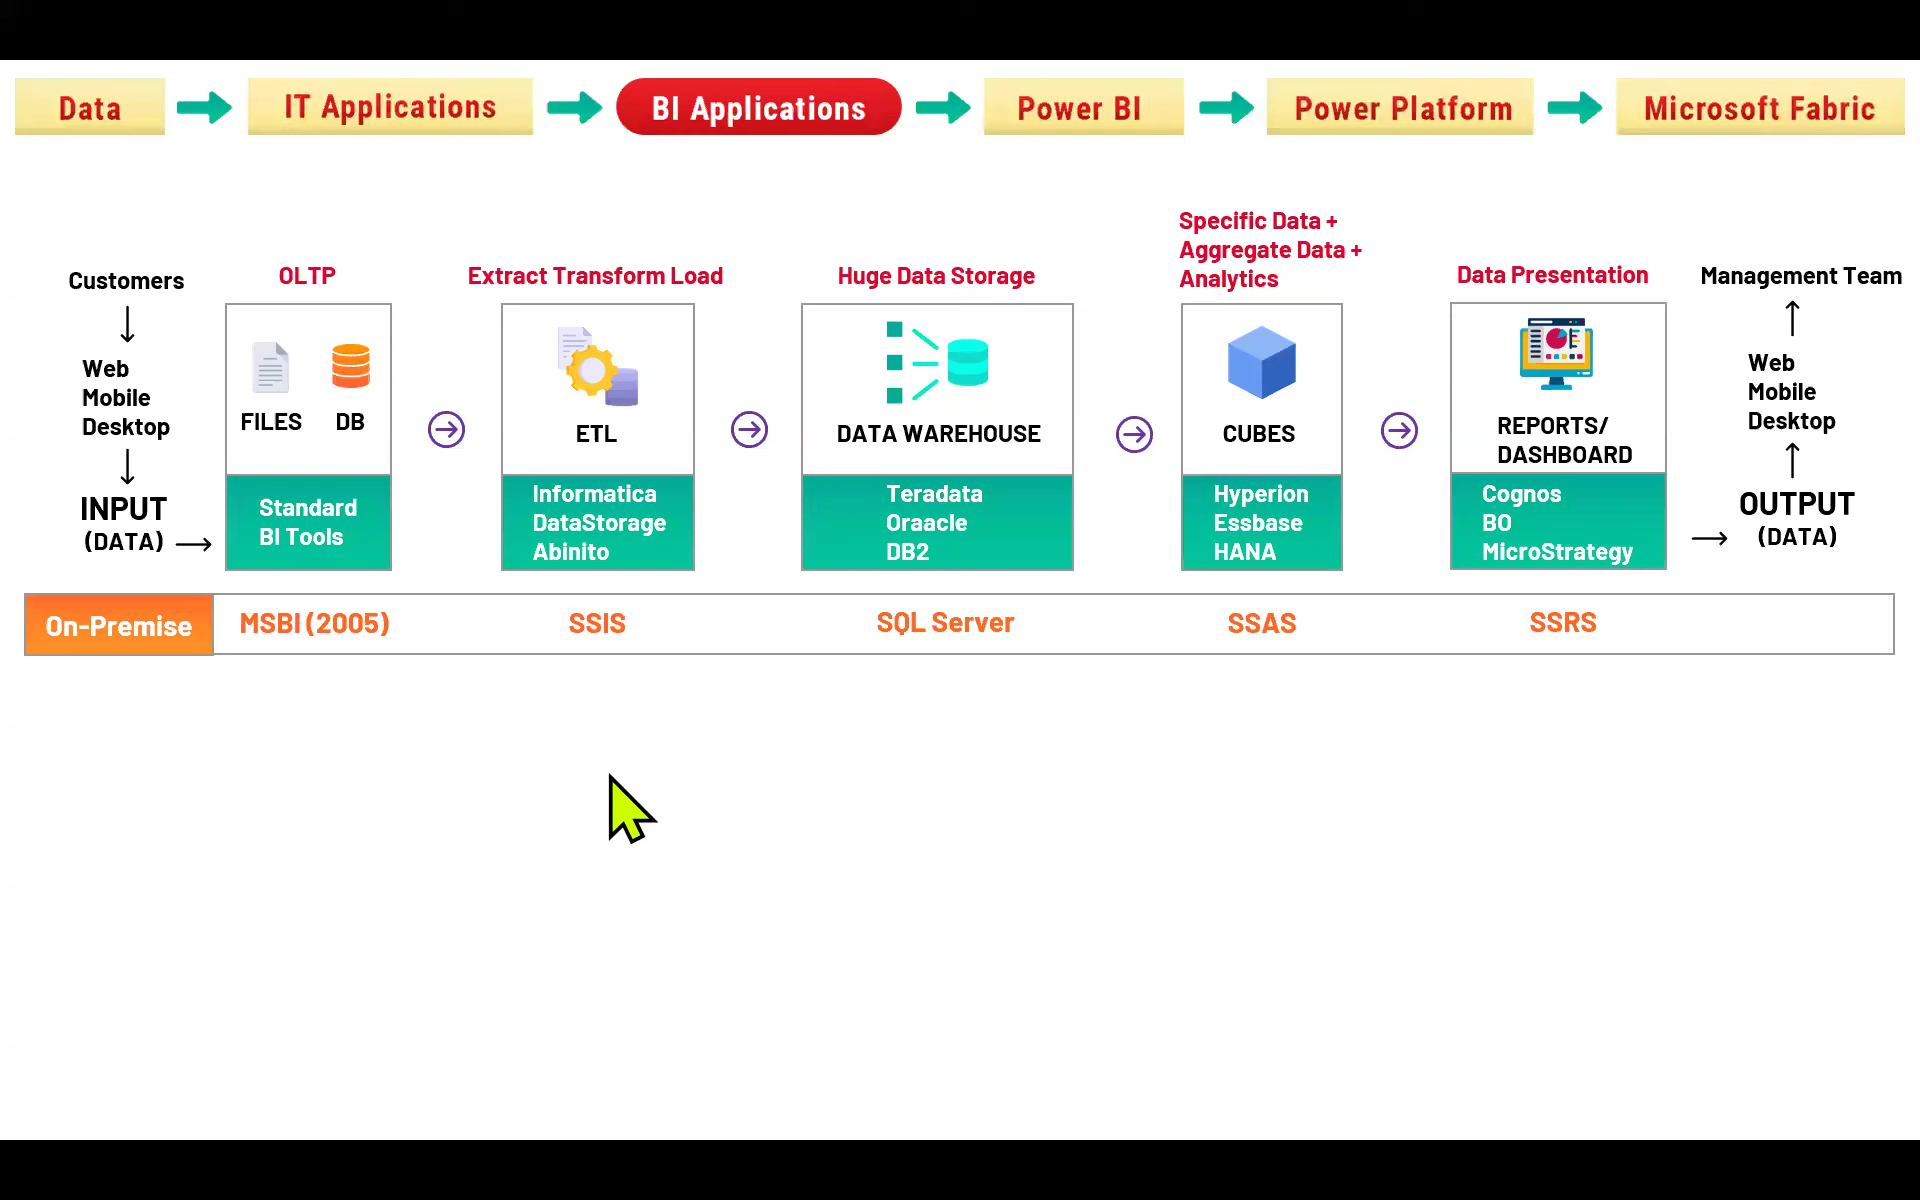 Data
IT Applications
BI Applications
Power BI
Power Platform
Microsoft Fabric
Customers
Web
Mobile
Desktop
INPUT
(DATA)
OLTP
FILES DB
Standard
BI Tools
Extract Transform Load
ETL
Informatica
DataStorage
Abinito
Huge Data Storage
DATA WAREHOUSE
Teradata
Oraacle
DB2
Specific Data +
Aggregate Data +
Analytics
CUBES
Hyperion
Essbase
HANA
Data Presentation
REPORTS/
DASHBOARD
Cognos
BO
MicroStrategy
Management Team
Web
Mobile
Desktop
OUTPUT
(DATA)
On-Premise
MSBI (2005)
SSIS
SQL Server
SSAS
SSRS